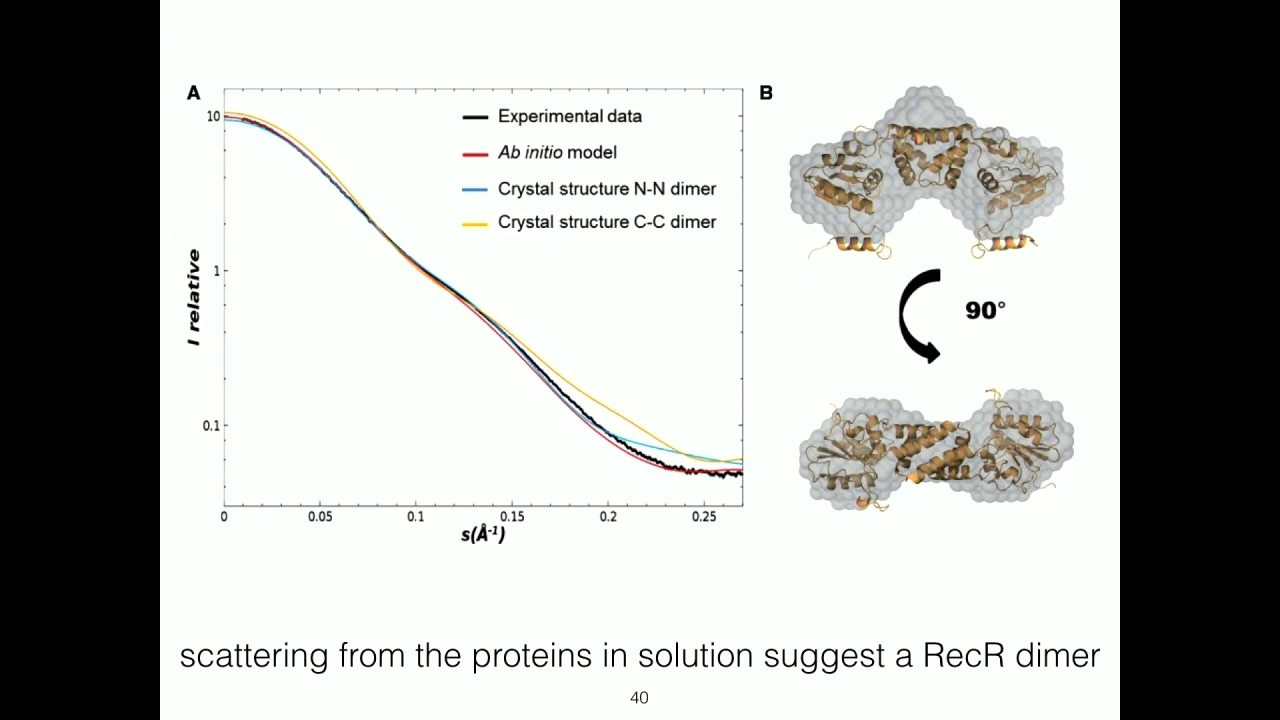 A
B
10
1
0.1
I relative
Experimental data
Ab initio model
Crystal structure N-N dimer
Crystal structure C-C dimer
0 0.05 0.1 0.15 0.2 0.25
s(Å⁻¹)
90°
scattering from the proteins in solution suggest a RecR dimer
40